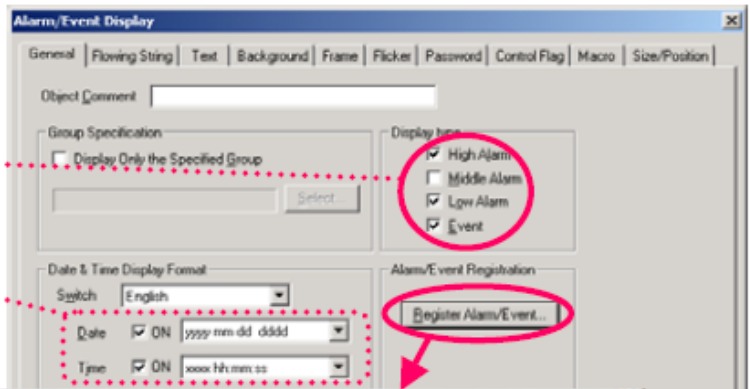 Alarm/Event Display
General Flowing String Text Background Frame Flicker Password Control Flag Macro Size/Position
Object Comment
Group Specification
Display Only the Specified Group
Select...
Display type
High Alarm
Middle Alarm
Low Alarm
Event
Date & Time Display Format
Switch English
Date ON yyyy-mm-dd dddd
Time ON xxxx hh:mm:ss
Alarm/Event Registration
Register Alarm/Event...